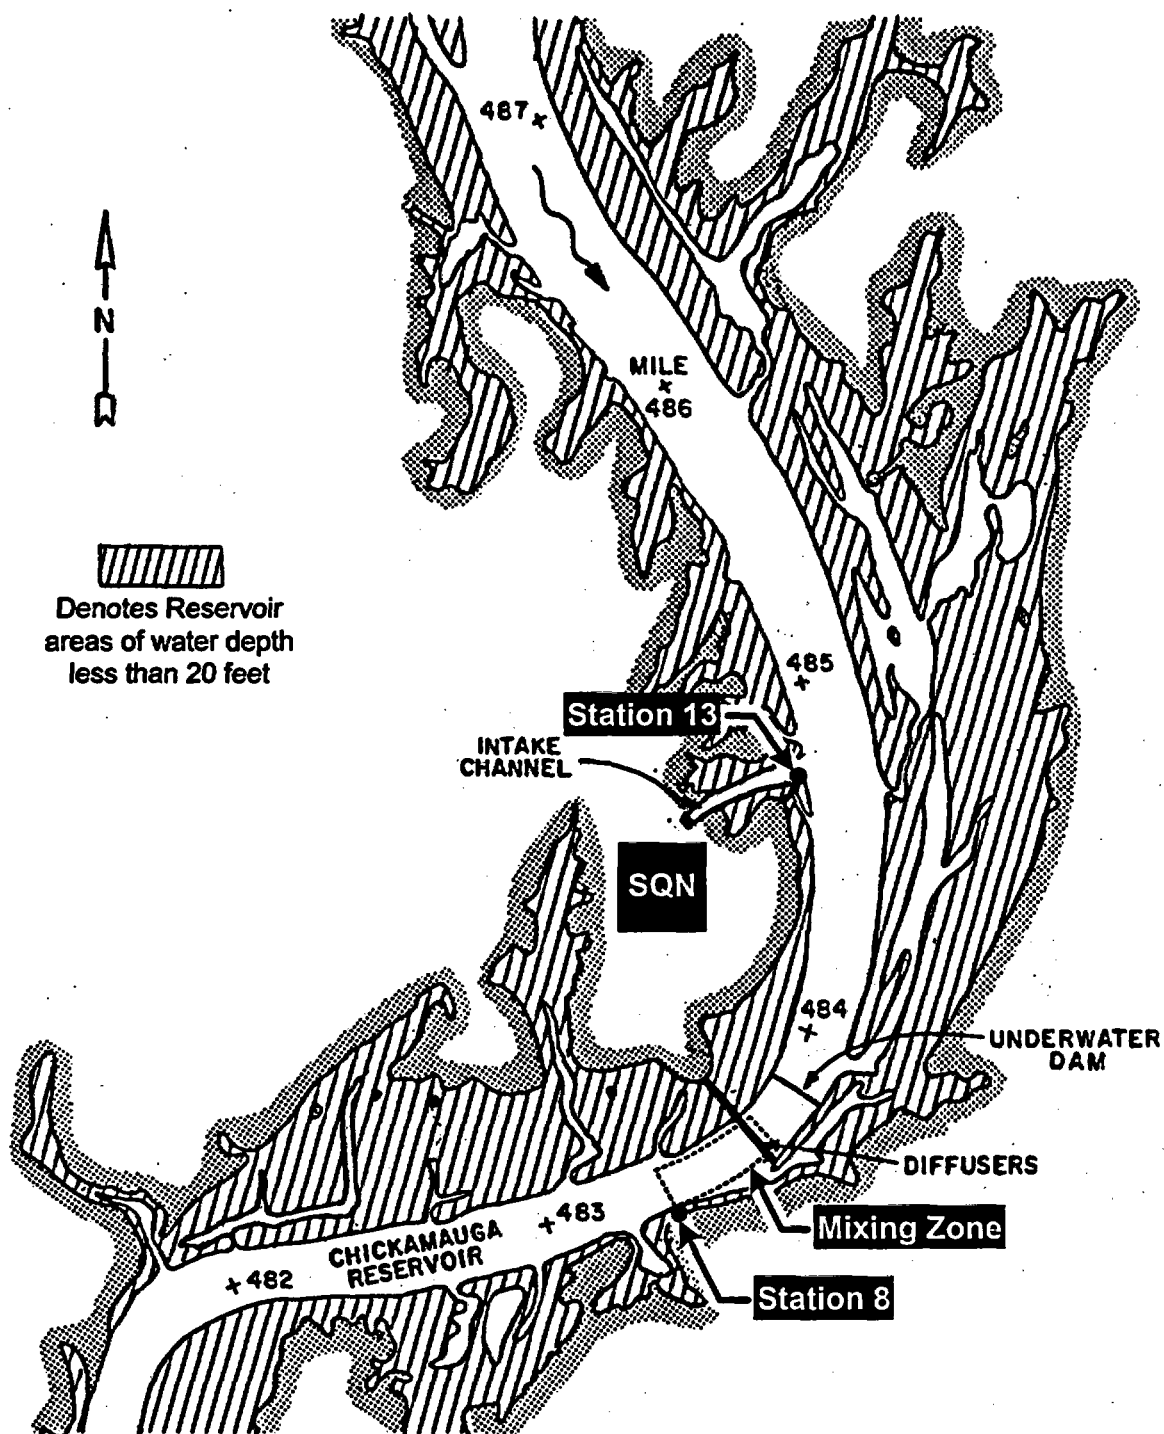 487
N
MILE
486
Denotes Reservoir
areas of water depth
less than 20 feet
485
Station 13
INTAKE
CHANNEL
SQN
484
UNDERWATER
DAM
DIFFUSERS
Mixing Zone
483
CHICKAMAUGA
RESERVOIR
482
Station 8